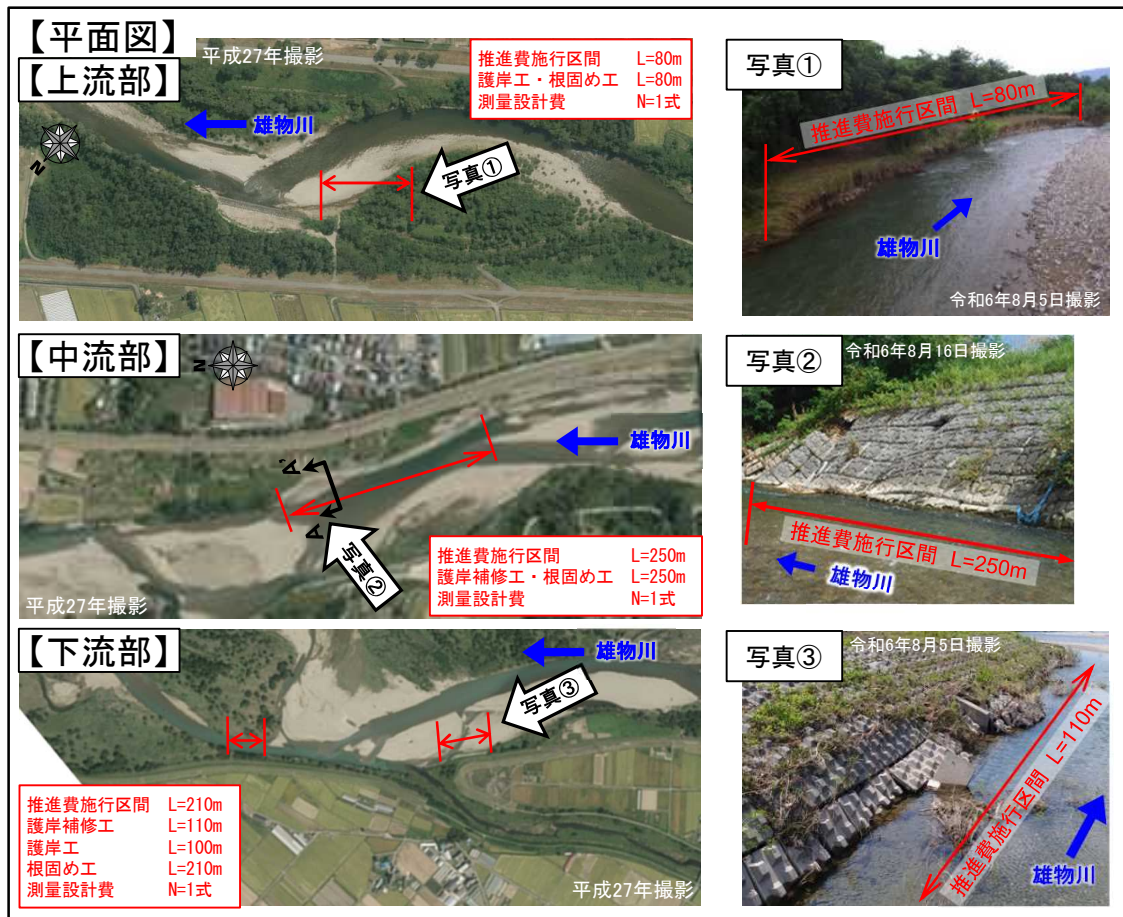 【平面図】
【上流部】
平成27年撮影
推進費施行区間 L=80m
護岸工・根固め工 L=80m
測量設計費 N=1式
雄物川
N
写真①
写真①
推進費施行区間 L=80m
雄物川
令和6年8月5日撮影
【中流部】
N
雄物川
A'
A
写真②
推進費施行区間 L=250m
護岸補修工・根固め工 L=250m
測量設計費 N=1式
平成27年撮影
写真②
令和6年8月16日撮影
推進費施行区間 L=250m
雄物川
【下流部】
雄物川
写真③
推進費施行区間 L=210m
護岸補修工 L=110m
護岸工 L=100m
根固め工 L=210m
測量設計費 N=1式
平成27年撮影
写真③
令和6年8月5日撮影
推進費施行区間 L=110m
雄物川